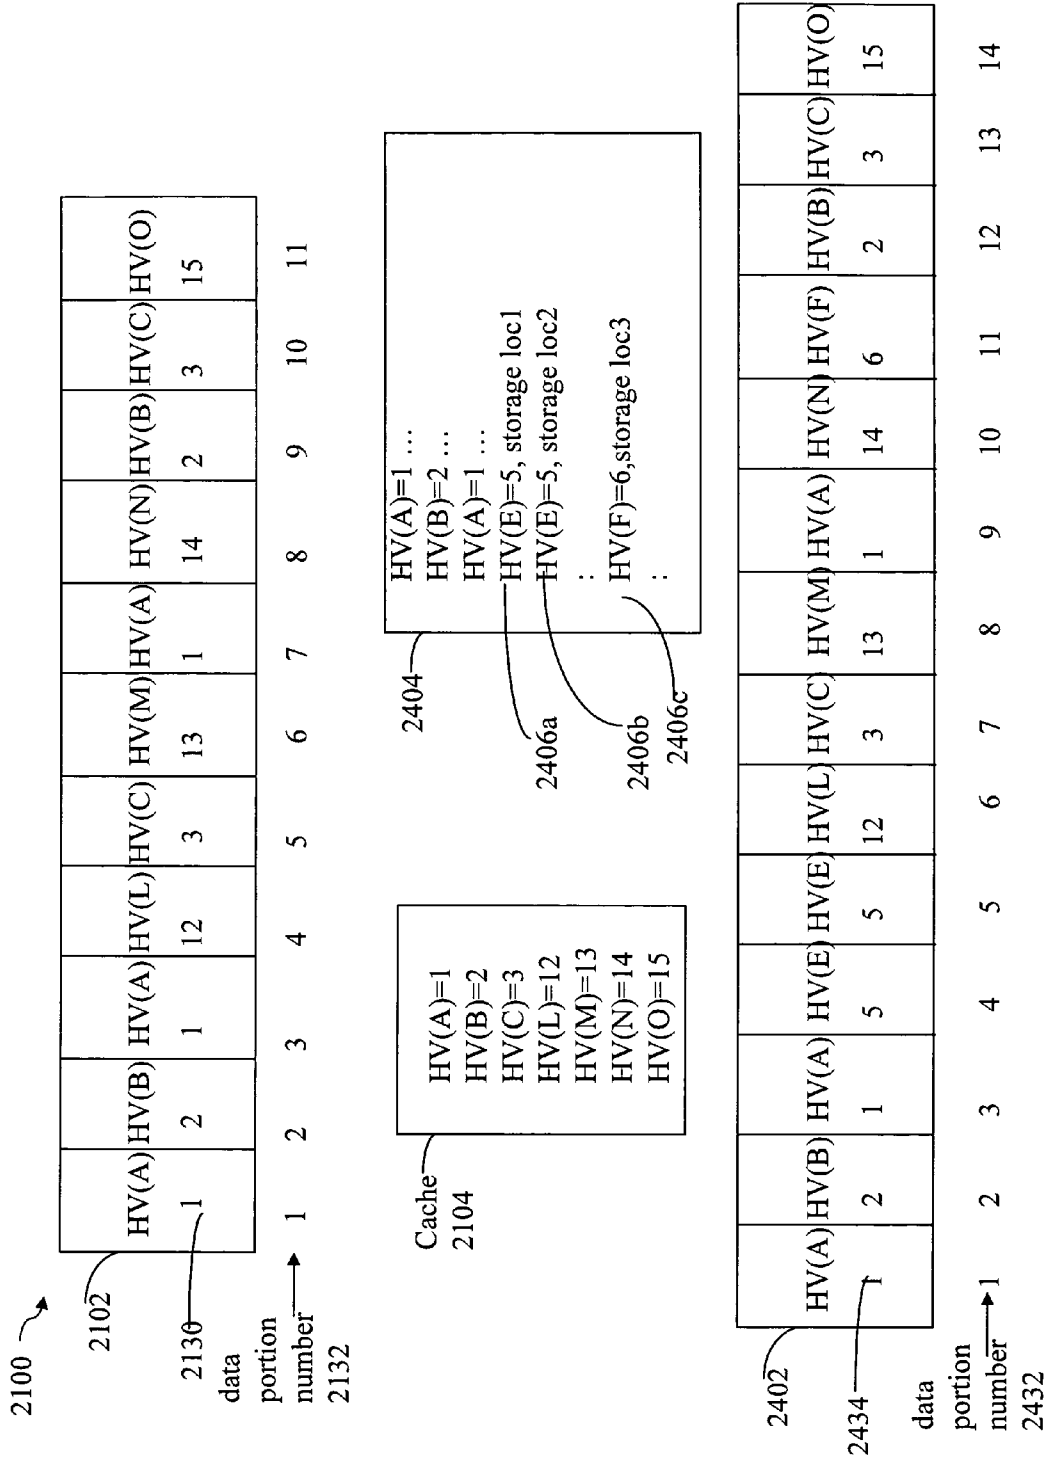 2100
2102
HV(A) HV(B) HV(A) HV(L) HV(C) HV(M) HV(A) HV(N) HV(B) HV(C) HV(O)
2130
1 2 1 12 3 13 1 14 2 3 15
data
portion
number 1 2 3 4 5 6 7 8 9 10 11
2132
Cache
2104
HV(A)=1
HV(B)=2
HV(C)=3
HV(L)=12
HV(M)=13
HV(N)=14
HV(O)=15
2404
HV(A)=1 ...
HV(B)=2 ...
HV(A)=1 ...
HV(E)=5, storage loc1
HV(E)=5, storage loc2
:
HV(F)=6,storage loc3
:
2406a
2406b
2406c
2402
HV(A) HV(B) HV(A) HV(E) HV(E) HV(L) HV(C) HV(M) HV(A) HV(N) HV(F) HV(B) HV(C) HV(O)
2434
1 2 1 5 5 12 3 13 1 14 6 2 3 15
data
portion
number 1 2 3 4 5 6 7 8 9 10 11 12 13 14
2432